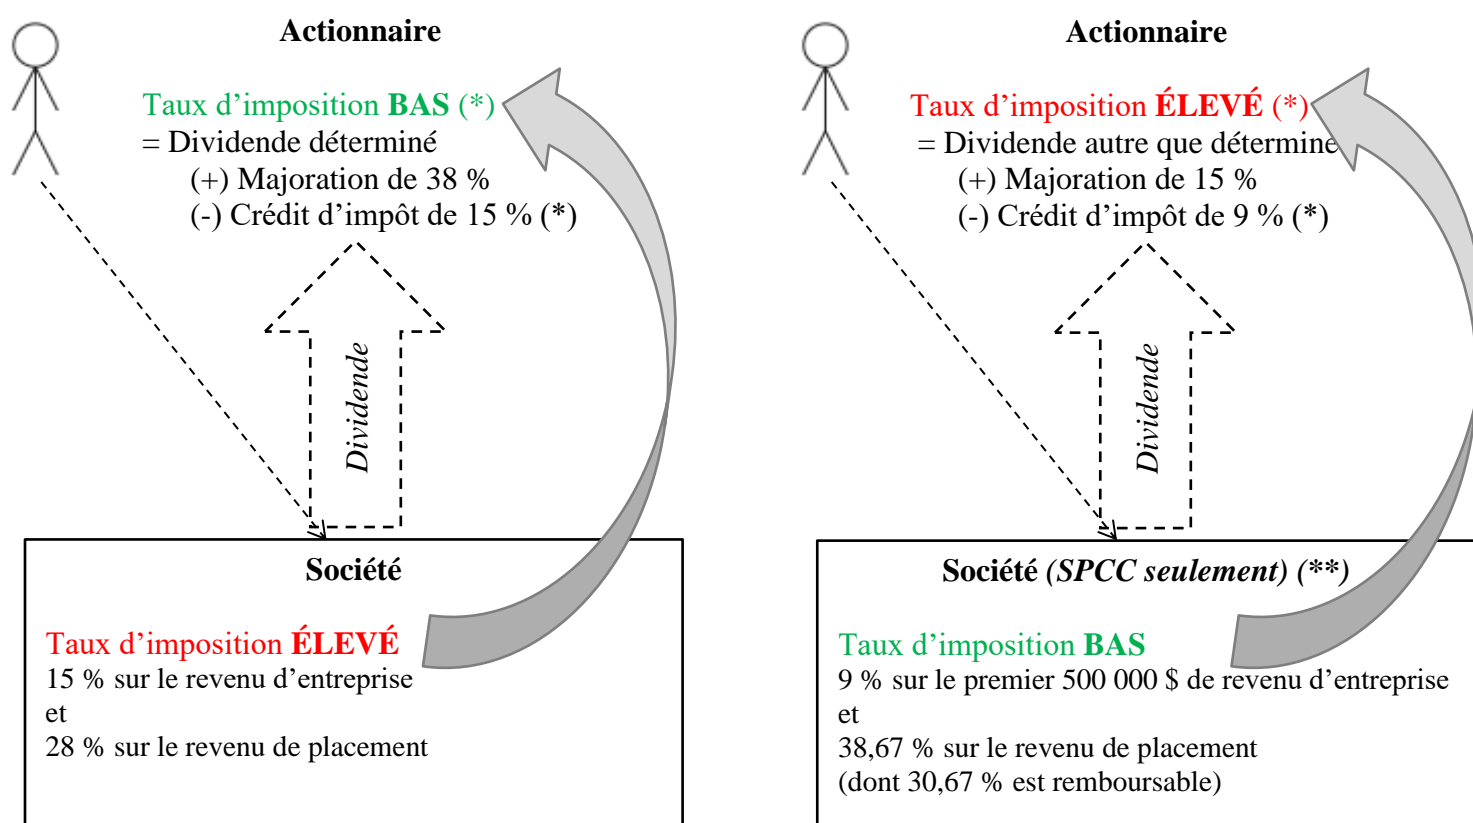 Actionnaire
Taux d’imposition BAS (*)
= Dividende déterminé
(+) Majoration de 38 %
(-) Crédit d’impôt de 15 % (*)
Dividende
Société
Taux d’imposition ÉLEVÉ
15 % sur le revenu d’entreprise
et
28 % sur le revenu de placement
Actionnaire
Taux d’imposition ÉLEVÉ (*)
= Dividende autre que déterminé
(+) Majoration de 15 %
(-) Crédit d’impôt de 9 % (*)
Dividende
Société (SPCC seulement) (**)
Taux d’imposition BAS
9 % sur le premier 500 000 $ de revenu d’entreprise
et
38,67 % sur le revenu de placement
(dont 30,67 % est remboursable)